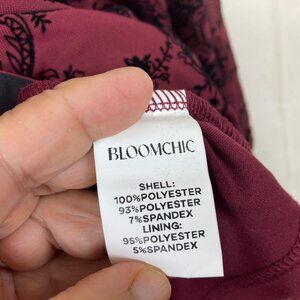 BLOOMCHIC
SHELL:
100%POLYESTER
93%POLYESTER
7%SPANDEX
LINING:
95%POLYESTER
5%SPANDEX